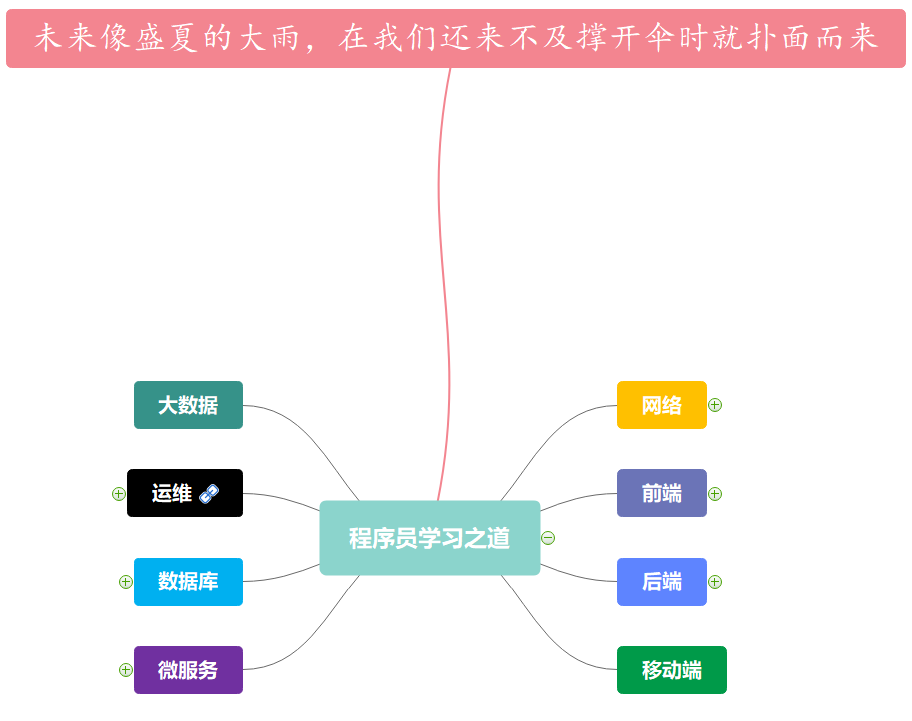 未来像盛夏的大雨，在我们还来不及撑开伞时就扑面而来
大数据
网络
运维
前端
程序员学习之道
数据库
后端
微服务
移动端